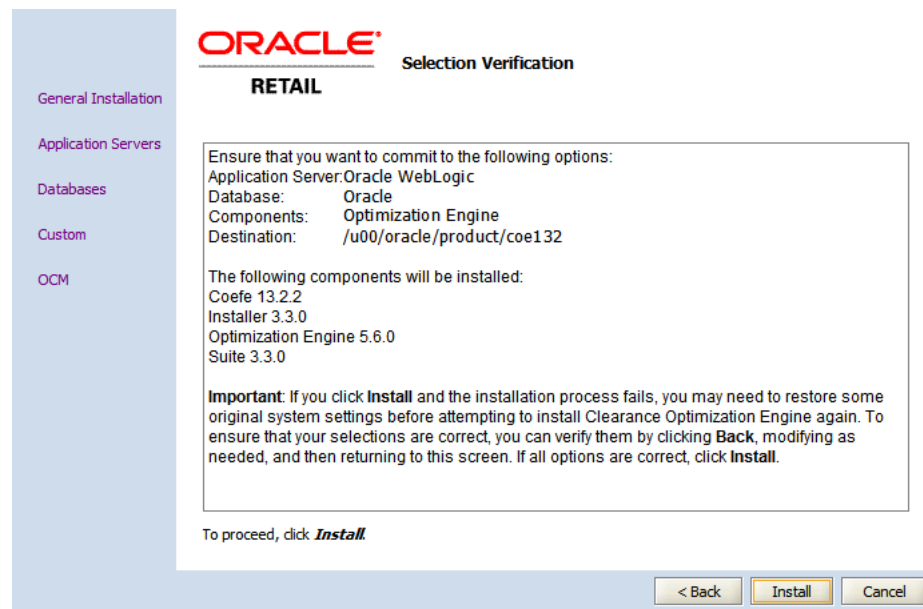 ORACLE
RETAIL
Selection Verification
General Installation
Application Servers
Databases
Custom
OCM
Ensure that you want to commit to the following options:
Application Server:Oracle WebLogic
Database: Oracle
Components: Optimization Engine
Destination: /u00/oracle/product/coe132
The following components will be installed:
Coefe 13.2.2
Installer 3.3.0
Optimization Engine 5.6.0
Suite 3.3.0
Important: If you click Install and the installation process fails, you may need to restore some
original system settings before attempting to install Clearance Optimization Engine again. To
ensure that your selections are correct, you can verify them by clicking Back, modifying as
needed, and then returning to this screen. If all options are correct, click Install.
To proceed, click Install.
< Back
Install
Cancel